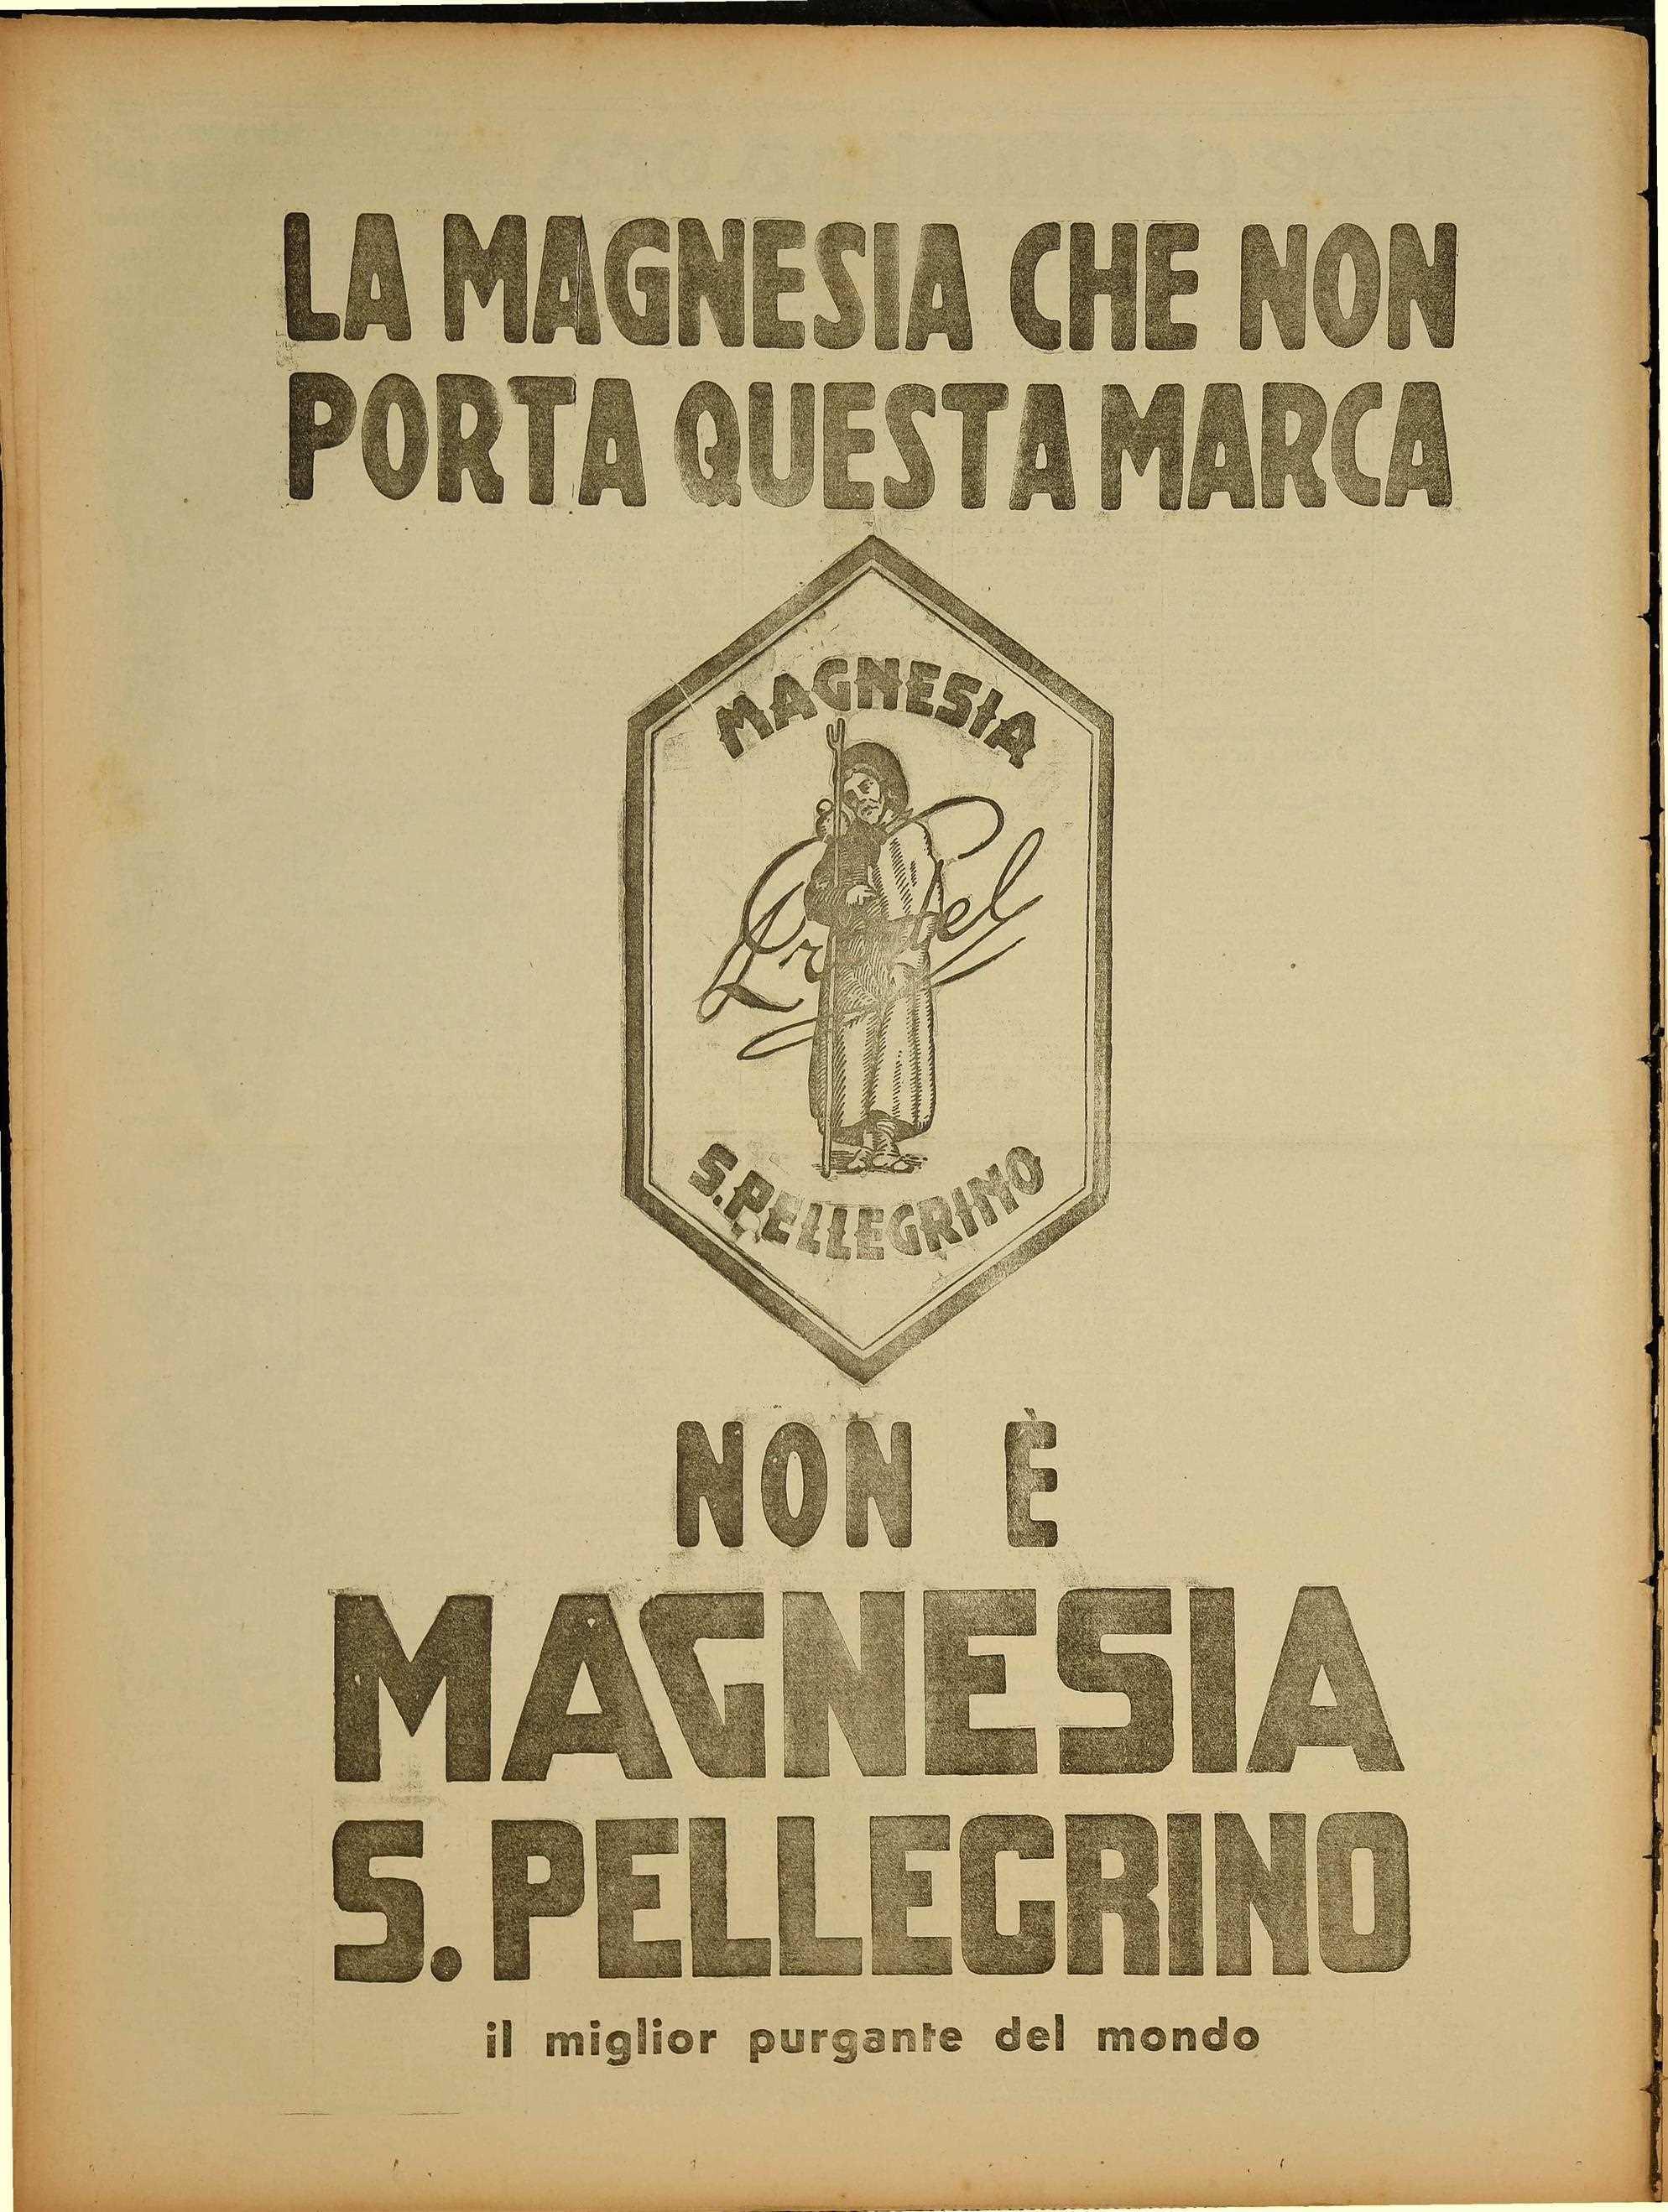 LA MAGNESIA CHE NON
PORTA QUESTA MARCA
MAGNESIA
S.PELLEGRINO
NON È
MAGNESIA
S. PELLEGRINO
il miglior purgante del mondo